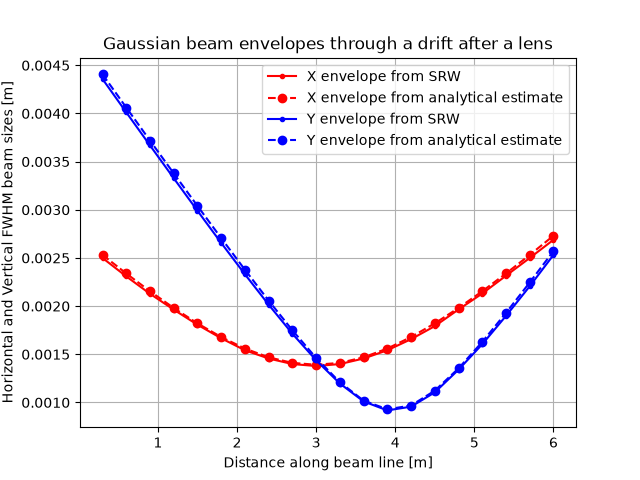 Gaussian beam envelopes through a drift after a lens
Horizontal and Vertical FWHM beam sizes [m]
0.0045
0.0040
0.0035
0.0030
0.0025
0.0020
0.0015
0.0010
X envelope from SRW
X envelope from analytical estimate
Y envelope from SRW
Y envelope from analytical estimate
1 2 3 4 5 6
Distance along beam line [m]